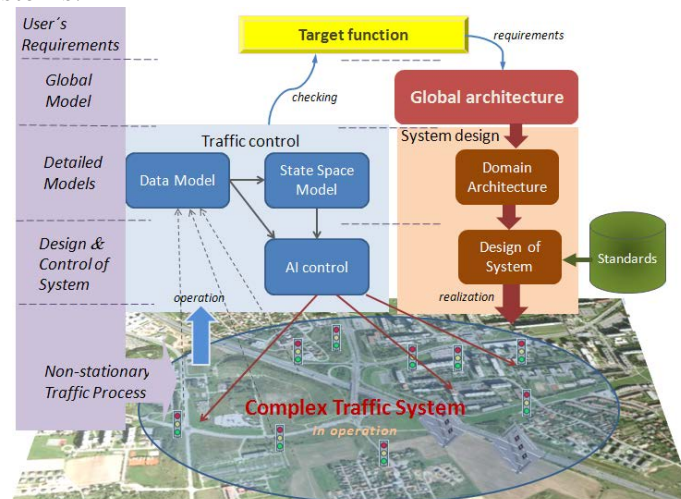 User´s
Requirements
Target function
requirements
Global
Model
checking
Global architecture
Traffic control
System design
Detailed
Models
Data Model
State Space
Model
Domain
Architecture
Design &
Control of
System
AI control
Design of
System
Standards
operation
realization
Non-stationary
Traffic Process
Complex Traffic System
in operation